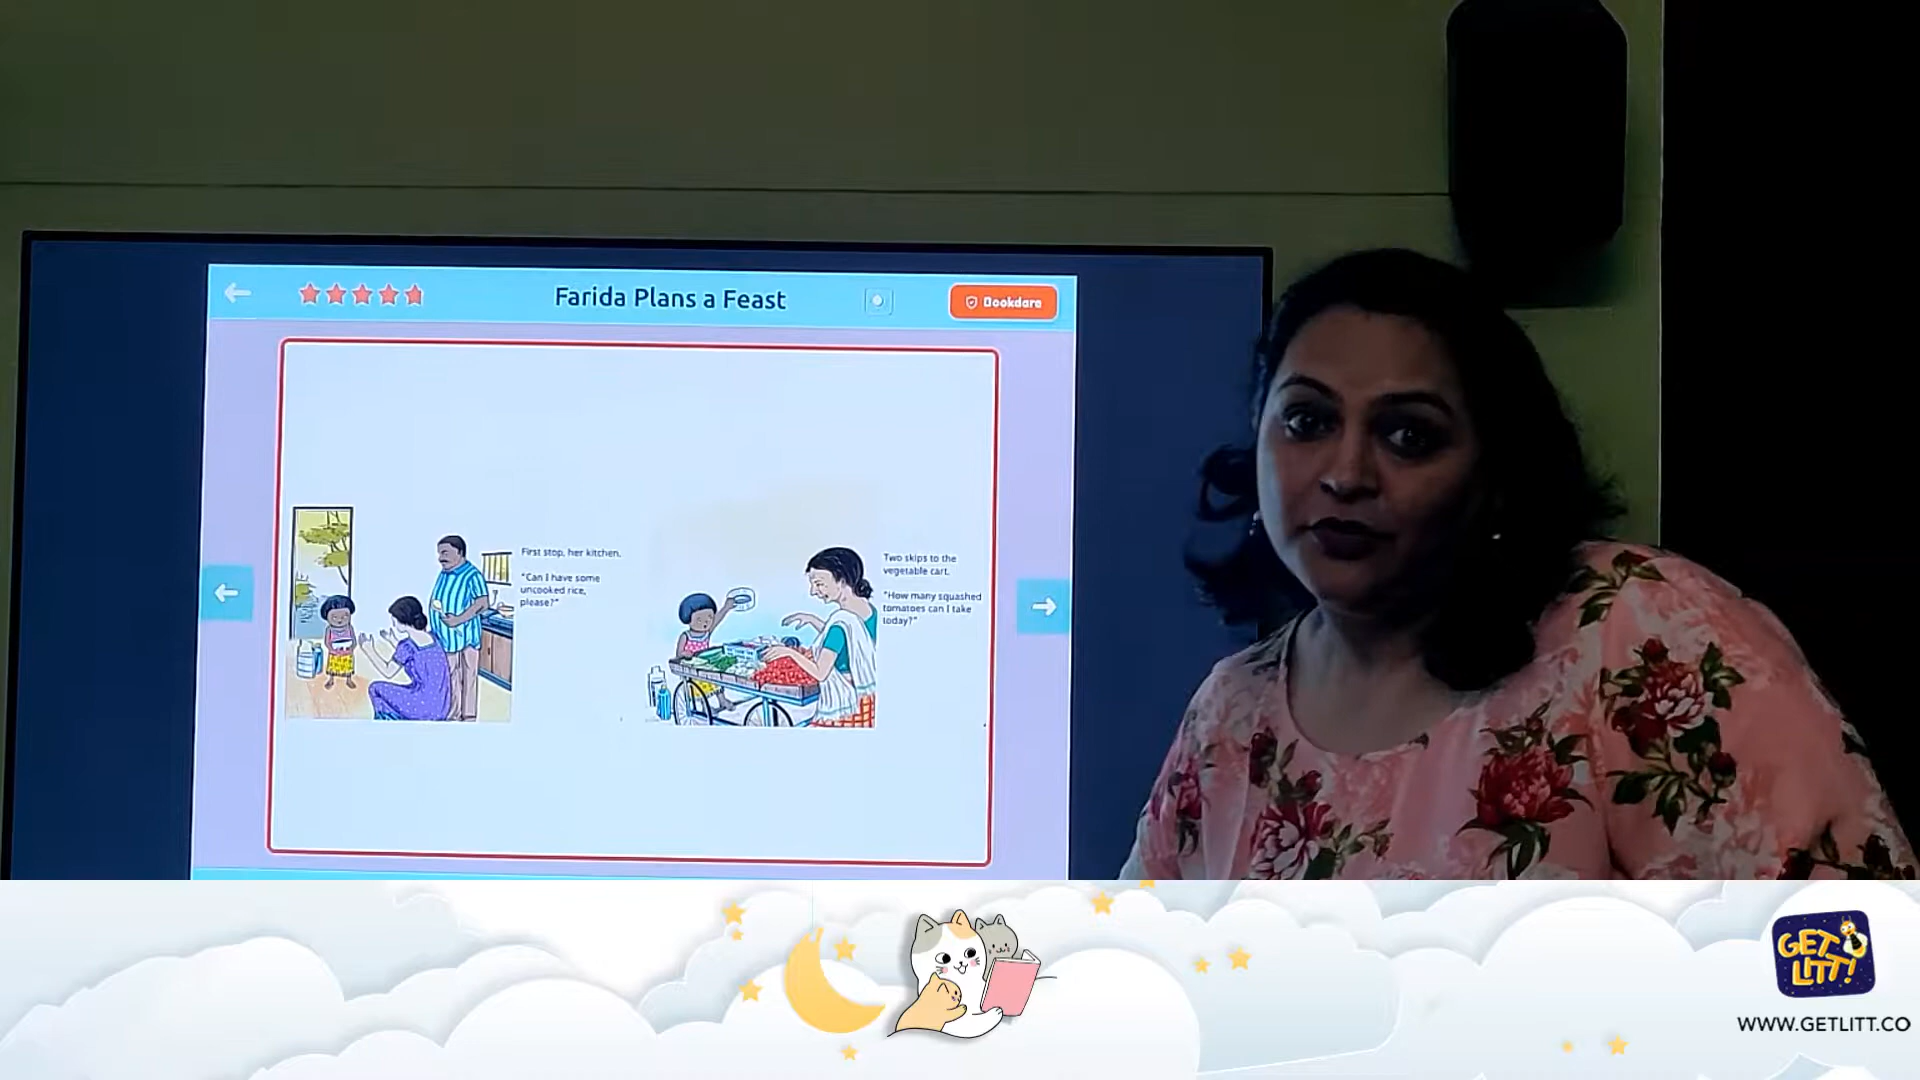 Farida Plans a Feast
Bookdare
First stop, her kitchen.
"Can I have some
uncooked rice,
please?"
Two skips to the
vegetable cart.
"How many squashed
tomatoes can I take
today?"
GET
LITT!
WWW.GETLITT.CO